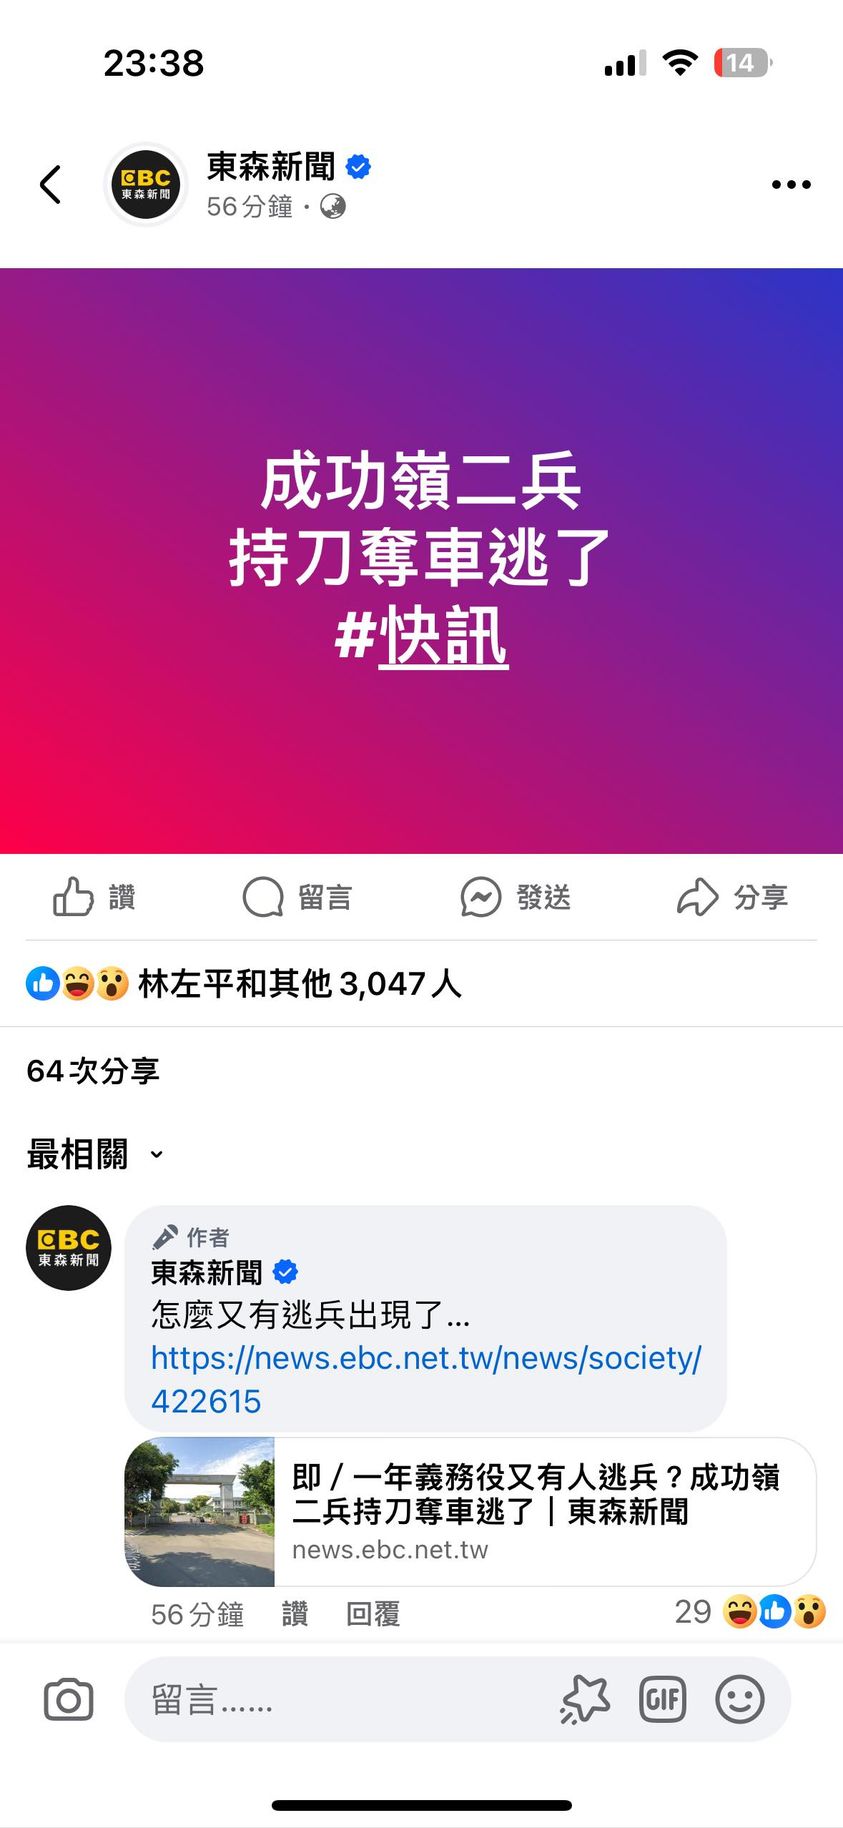 23:38
14
EBC
東森新聞
東森新聞
56分鐘 ·
成功嶺二兵
持刀奪車逃了
#快訊
讚 留言 發送 分享
林左平和其他 3,047 人
64次分享
最相關
EBC
東森新聞
作者
東森新聞
怎麼又有逃兵出現了...
https://news.ebc.net.tw/news/society/
422615
即/一年義務役又有人逃兵？成功嶺
二兵持刀奪車逃了｜東森新聞
news.ebc.net.tw
56分鐘 讚 回覆 29
留言......
GIF